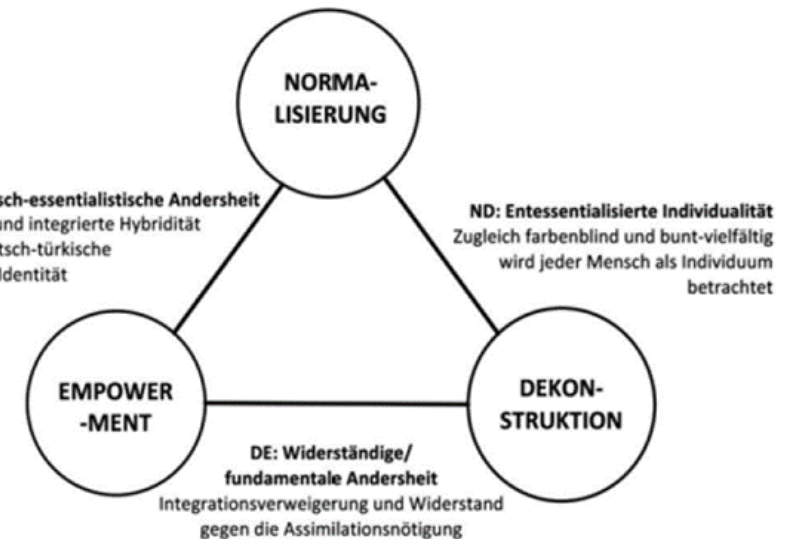 NORMA-
LISIERUNG
sch-essentialistische Andersheit
und integrierte Hybridität
tsch-türkische
Identität
ND: Entessentialisierte Individualität
Zugleich farbenblind und bunt-vielfältig
wird jeder Mensch als Individuum
betrachtet
EMPOWER
-MENT
DEKON-
STRUKTION
DE: Widerständige/
fundamentale Andersheit
Integrationsverweigerung und Widerstand
gegen die Assimilationsnötigung